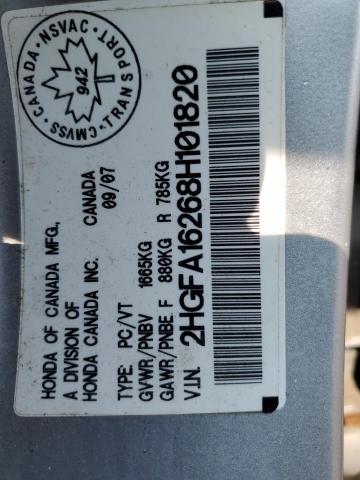 HONDA OF CANADA MFG,
A DIVISION OF
HONDA CANADA INC. CANADA
09/07
TYPE: PC/VT
GVWR/PNBV 1665KG
GAWR/PNBE F 880KG R 785KG
V.I.N. 2HGFA16268H101820
CANADA · NSVAC
CMVSS · TRANSPORT
942